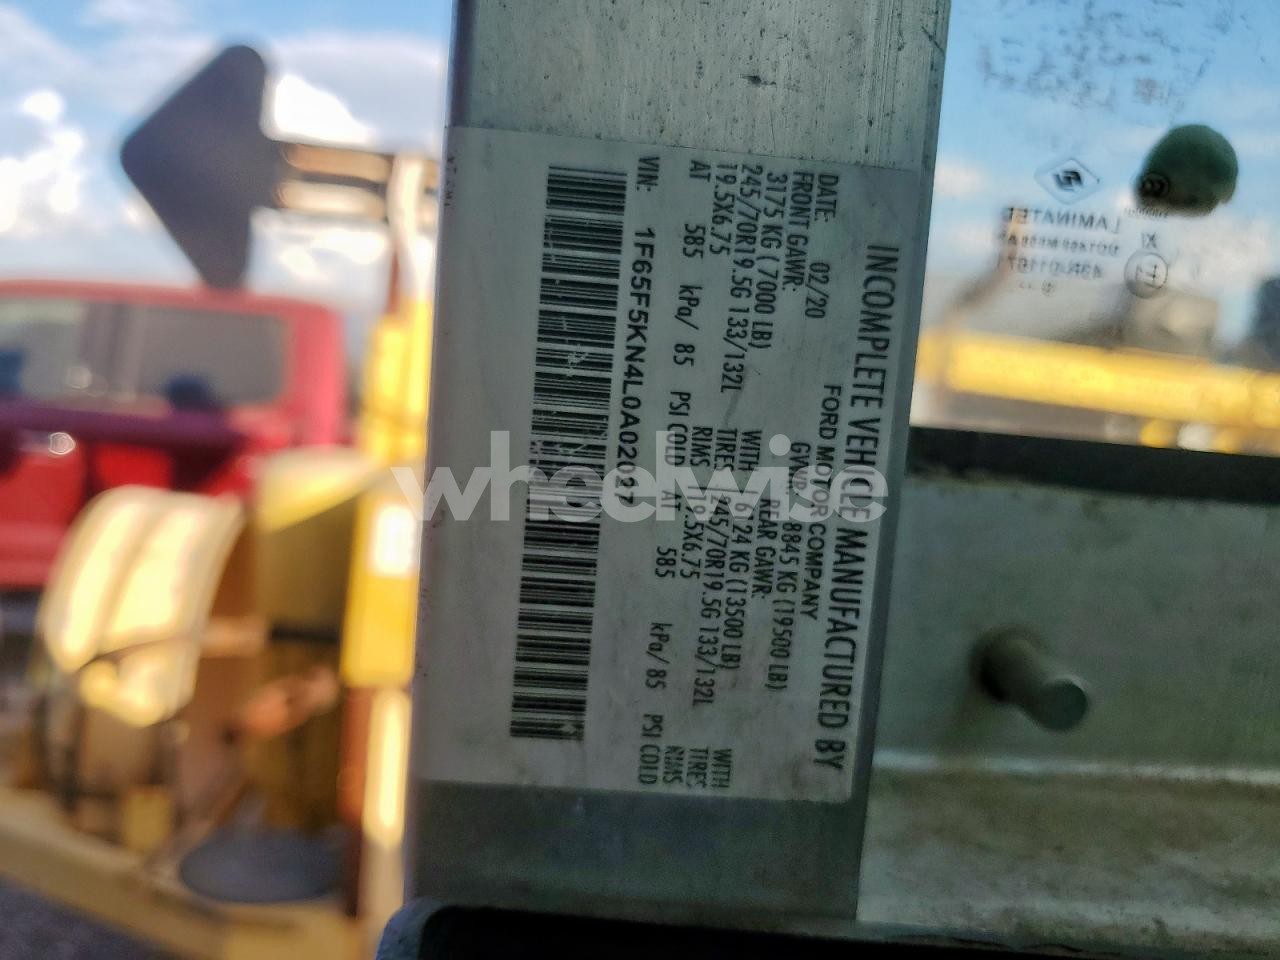 INCOMPLETE VEHICLE MANUFACTURED BY
FORD MOTOR COMPANY
DATE: 02/20 GVWR 8845 KG (19500 LB)
FRONT GAWR: REAR GAWR:
3175 KG (7000 LB) WITH 6124 KG (13500 LB) WITH
245/70R19.5G 133/132L TIRES 245/70R19.5G 133/132L TIRES
19.5X6.75 RIMS 19.5X6.75 RIMS
AT 585 kPa/ 85 PSI COLD AT 585 kPa/ 85 PSI COLD
VIN: 1F65F5KN4L0A02027
LAMINATED
wheelwise